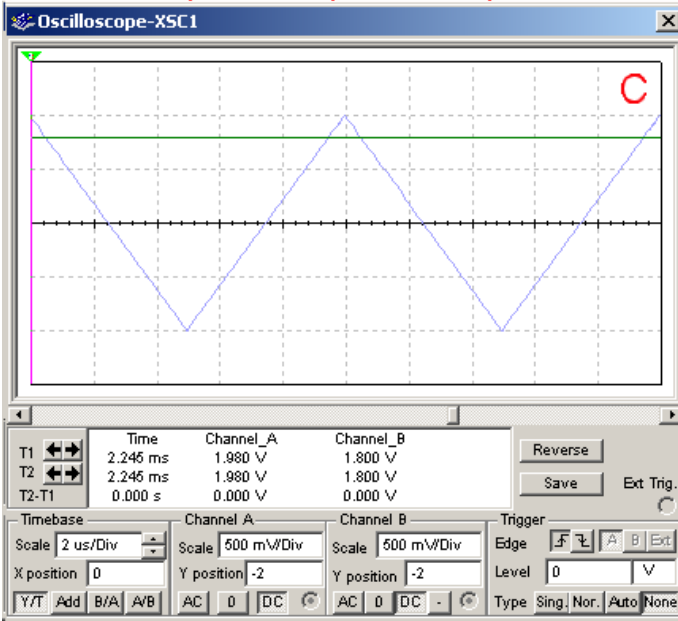 Oscilloscope-XSC1
C
Time Channel_A Channel_B
T1 2.245 ms 1.980 V 1.800 V
T2 2.245 ms 1.980 V 1.800 V
T2-T1 0.000 s 0.000 V 0.000 V
Reverse
Save
Ext Trig.
Timebase
Scale 2 us/Div
X position 0
Y/T Add B/A A/B
Channel A
Scale 500 mV/Div
Y position -2
AC 0 DC
Channel B
Scale 500 mV/Div
Y position -2
AC 0 DC -
Trigger
Edge A B Ext
Level 0 V
Type Sing. Nor. Auto None